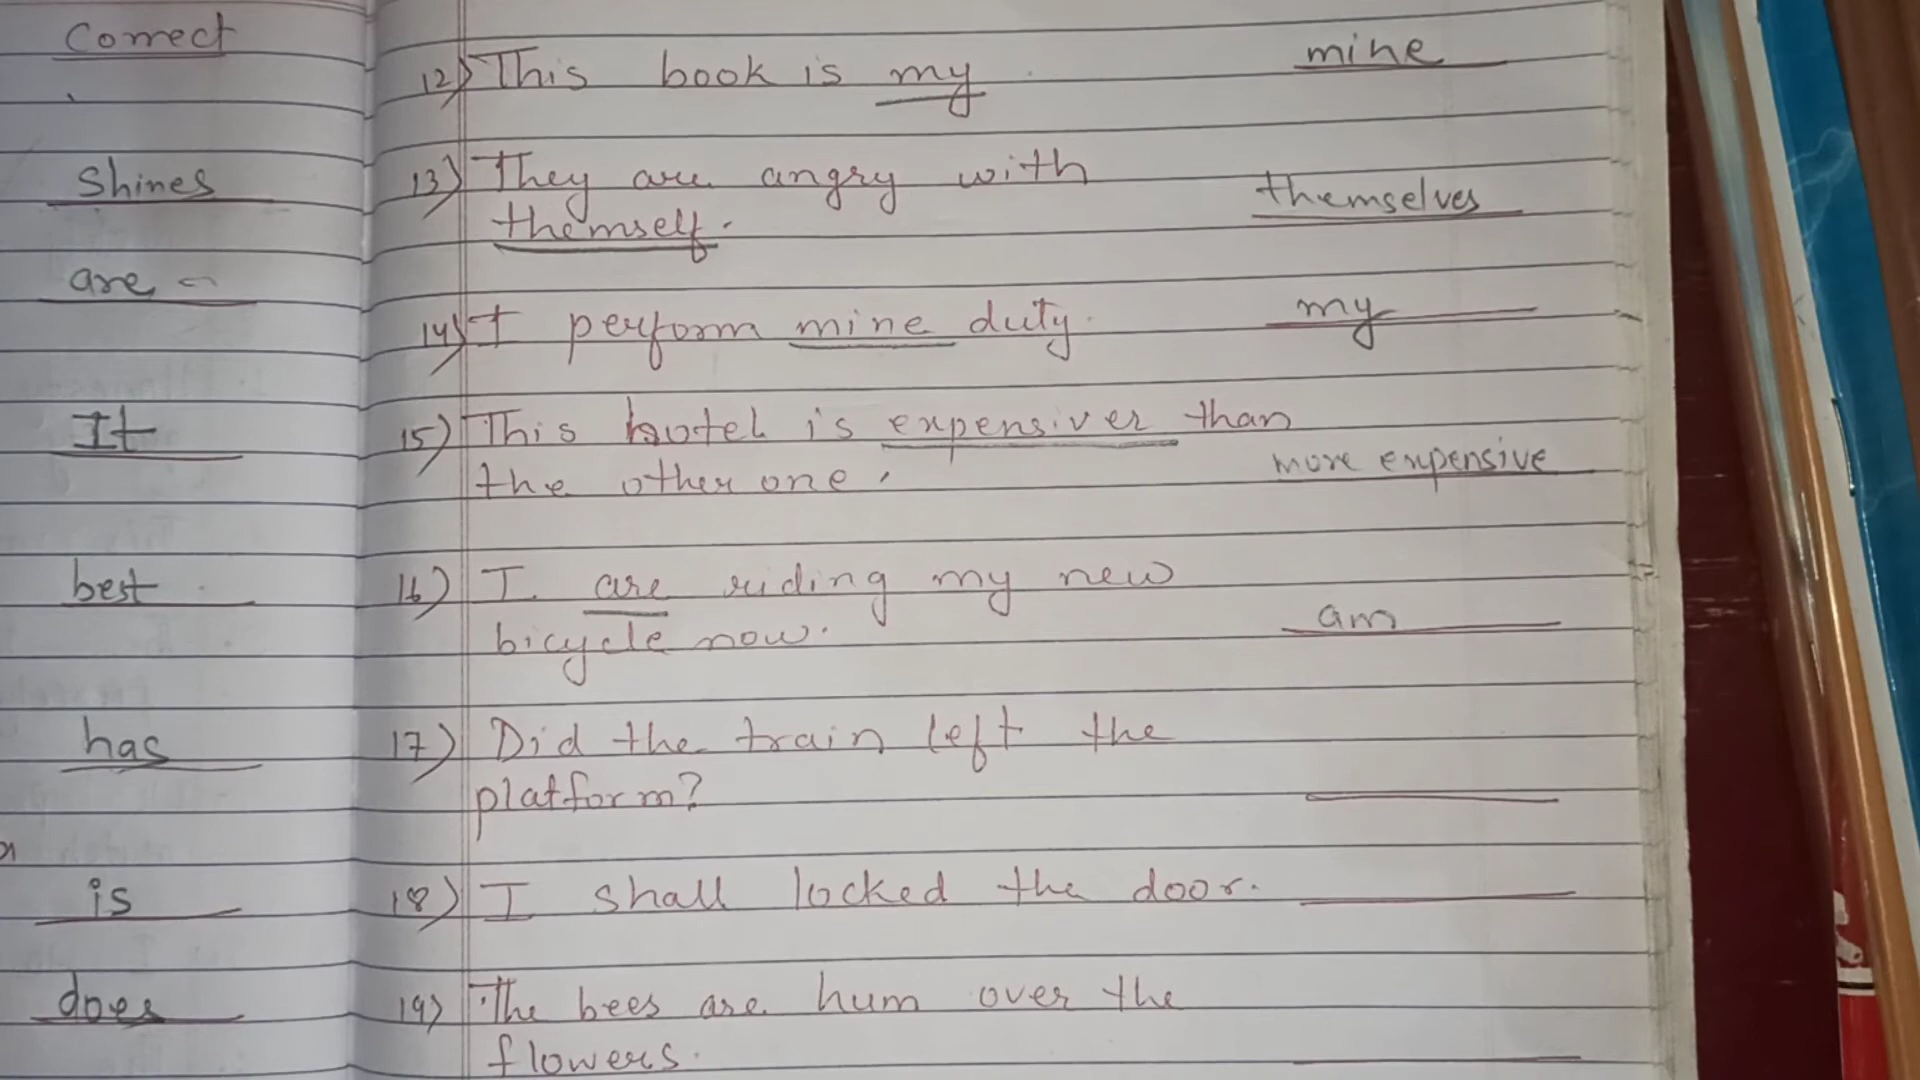 Correct
Shines
are
It
best
has
is
does
12) This book is my mine
13) They are angry with
themself. themselves
14) I perform mine duty. my
15) This hotel is expensiver than
the other one. more expensive
16) I are riding my new
bicycle now. am
17) Did the train left the
platform?
18) I shall locked the door.
19) The bees are hum over the
flowers.